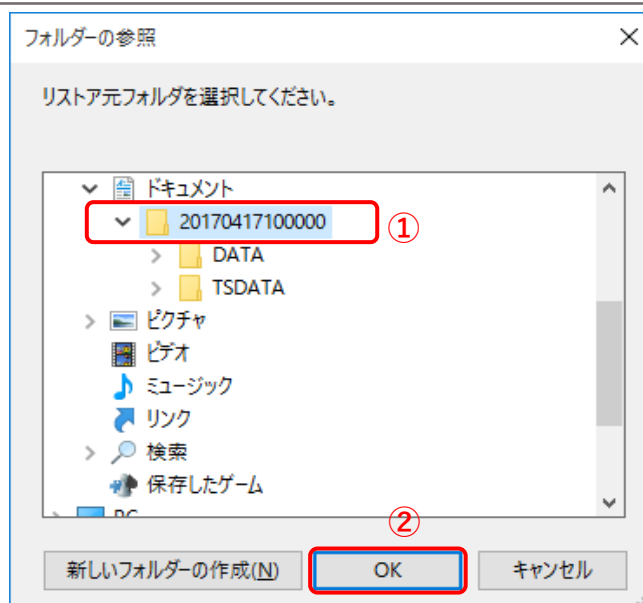 フォルダーの参照
リストア元フォルダを選択してください。
ドキュメント
20170417100000 ①
DATA
TSDATA
ピクチャ
ビデオ
ミュージック
リンク
検索
保存したゲーム
PC
②
新しいフォルダーの作成(N) OK キャンセル